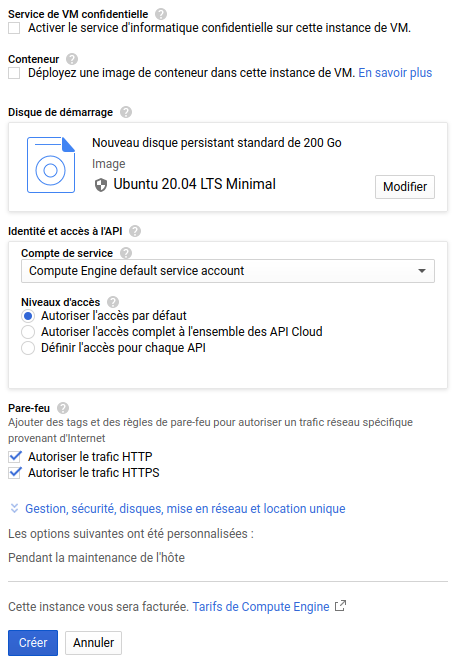 Service de VM confidentielle ?
Activer le service d'informatique confidentielle sur cette instance de VM.
Conteneur ?
Déployez une image de conteneur dans cette instance de VM. En savoir plus
Disque de démarrage ?
Nouveau disque persistant standard de 200 Go
Image
Ubuntu 20.04 LTS Minimal
Modifier
Identité et accès à l'API ?
Compte de service ?
Compute Engine default service account
Niveaux d'accès ?
Autoriser l'accès par défaut
Autoriser l'accès complet à l'ensemble des API Cloud
Définir l'accès pour chaque API
Pare-feu ?
Ajouter des tags et des règles de pare-feu pour autoriser un trafic réseau spécifique
provenant d'Internet
Autoriser le trafic HTTP
Autoriser le trafic HTTPS
Gestion, sécurité, disques, mise en réseau et location unique
Les options suivantes ont été personnalisées :
Pendant la maintenance de l'hôte
Cette instance vous sera facturée. Tarifs de Compute Engine
Créer
Annuler